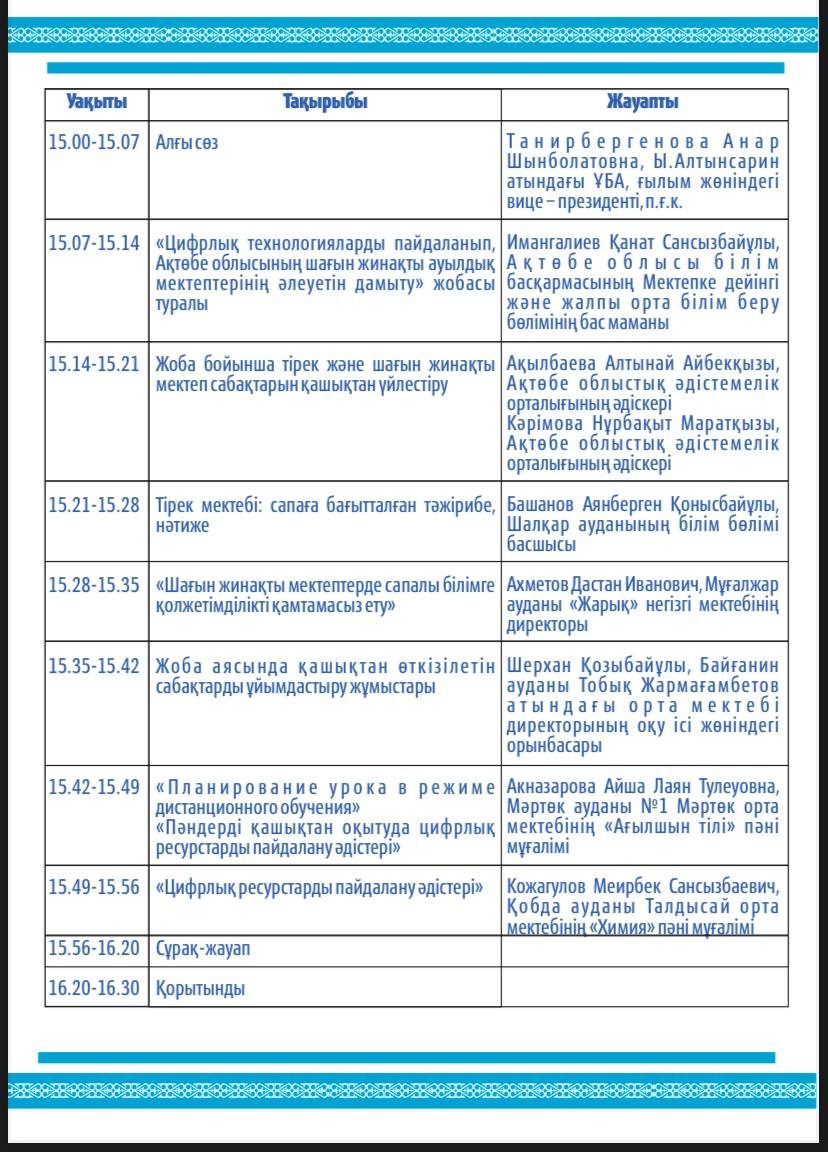 Уақыты Тақырыбы Жауапты
15.00-15.07 Алғы сөз Танирбергенова Анар
Шынболатовна, Ы.Алтынсарин
атындағы ҰБА, ғылым жөніндегі
вице – президенті, п.ғ.к.
15.07-15.14 «Цифрлық технологияларды пайдаланып, Имангалиев Қанат Сансызбайұлы,
Ақтөбе облысының шағын жинақты ауылдық Ақтөбе облысы білім
мектептерінің әлеуетін дамыту» жобасы басқармасының Мектепке дейінгі
туралы және жалпы орта білім беру
бөлімінің бас маманы
15.14-15.21 Жоба бойынша тірек және шағын жинақты Ақылбаева Алтынай Айбекқызы,
мектеп сабақтарын қашықтан үйлестіру Ақтөбе облыстық әдістемелік
орталығының әдіскері
Кәрімова Нұрбақыт Маратқызы,
Ақтөбе облыстық әдістемелік
орталығының әдіскері
15.21-15.28 Тірек мектебі: сапаға бағытталған тәжірибе, Башанов Аянберген Қонысбайұлы,
нәтиже Шалқар ауданының білім бөлімі
басшысы
15.28-15.35 «Шағын жинақты мектептерде сапалы білімге Ахметов Дастан Иванович, Мұғалжар
қолжетімділікті қамтамасыз ету» ауданы «Жарық» негізгі мектебінің
директоры
15.35-15.42 Жоба аясында қашықтан өткізілетін Шерхан Қозыбайұлы, Байғанин
сабақтарды ұйымдастыру жұмыстары ауданы Тобық Жармағамбетов
атындағы орта мектебі
директорының оқу ісі жөніндегі
орынбасары
15.42-15.49 «Планирование урока в режиме Акназарова Айша Лаян Тулеуовна,
дистанционного обучения» Мәртөк ауданы №1 Мәртөк орта
«Пәндерді қашықтан оқытуда цифрлық мектебінің «Ағылшын тілі» пәні
ресурстарды пайдалану әдістері» мұғалімі
15.49-15.56 «Цифрлық ресурстарды пайдалану әдістері» Кожагулов Меирбек Сансызбаевич,
Қобда ауданы Талдысай орта
мектебінің «Химия» пәні мұғалімі
15.56-16.20 Сұрақ-жауап
16.20-16.30 Қорытынды